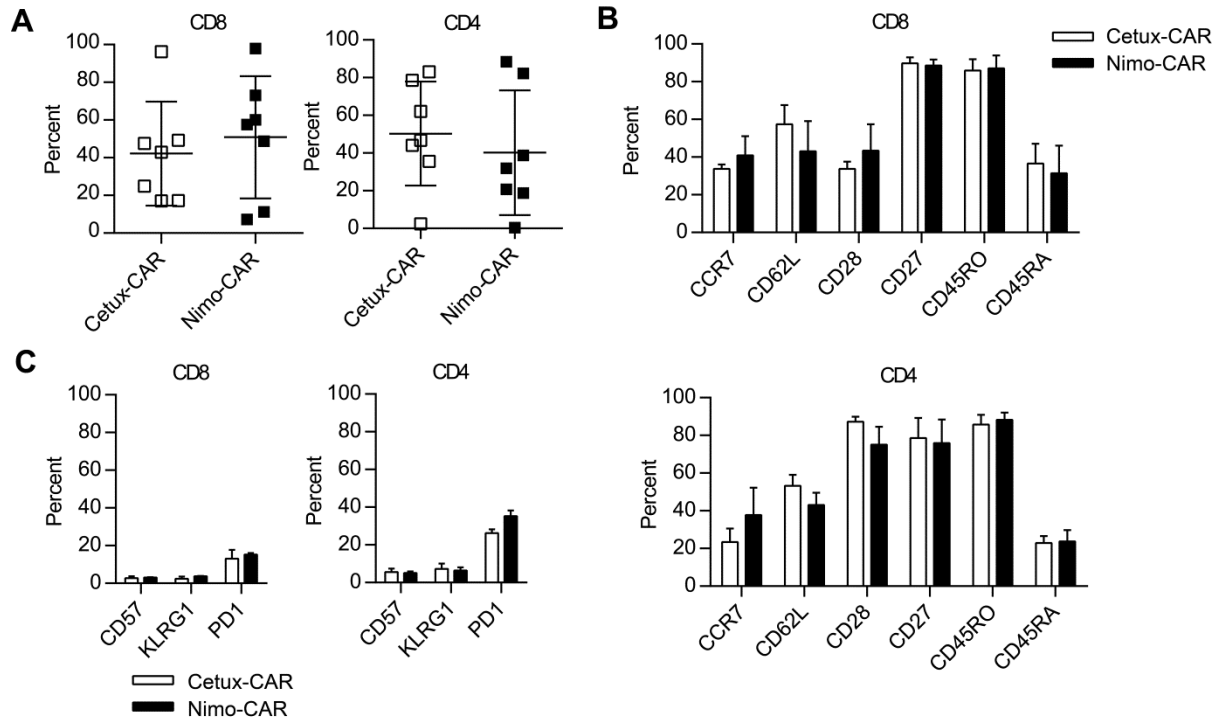 A
CD8
Percent
100
80
60
40
20
0
Cetux-CAR
Nimo-CAR
CD4
Percent
100
80
60
40
20
0
Cetux-CAR
Nimo-CAR
B
CD8
Cetux-CAR
Nimo-CAR
Percent
100
80
60
40
20
0
CCR7
CD62L
CD28
CD27
CD45RO
CD45RA
C
CD8
Percent
100
80
60
40
20
0
CD57
KLRG1
PD1
CD4
Percent
100
80
60
40
20
0
CD57
KLRG1
PD1
Cetux-CAR
Nimo-CAR
CD4
Percent
100
80
60
40
20
0
CCR7
CD62L
CD28
CD27
CD45RO
CD45RA